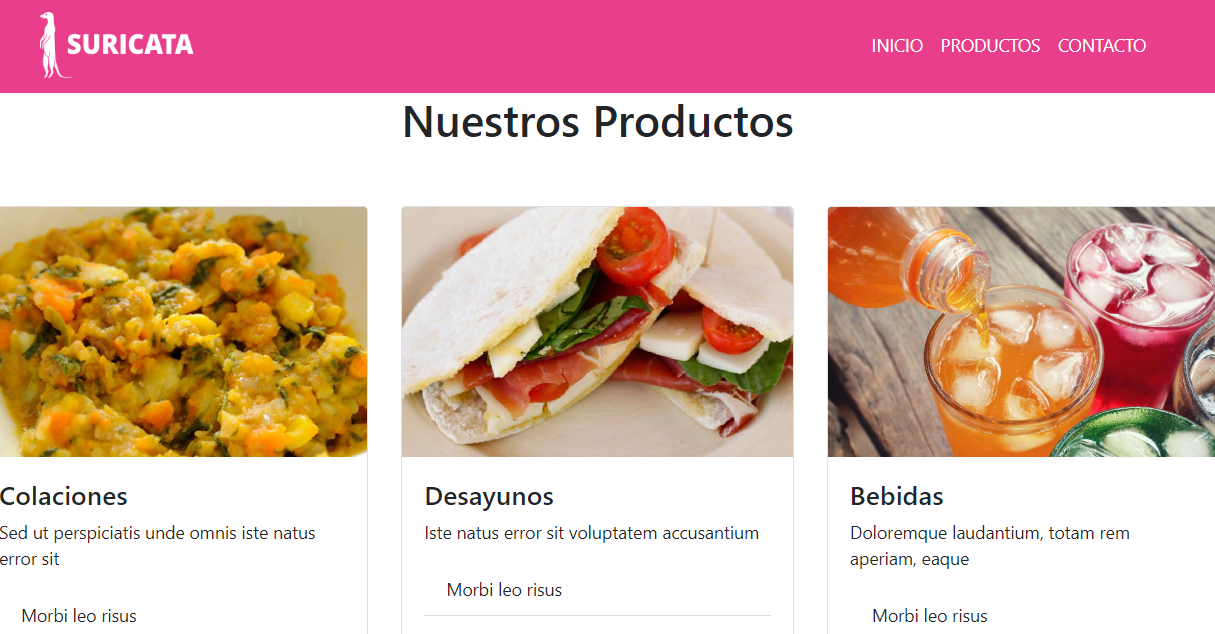 SURICATA
INICIO PRODUCTOS CONTACTO
Nuestros Productos
Colaciones
Sed ut perspiciatis unde omnis iste natus
error sit
Morbi leo risus
Desayunos
Iste natus error sit voluptatem accusantium
Morbi leo risus
Bebidas
Doloremque laudantium, totam rem
aperiam, eaque
Morbi leo risus